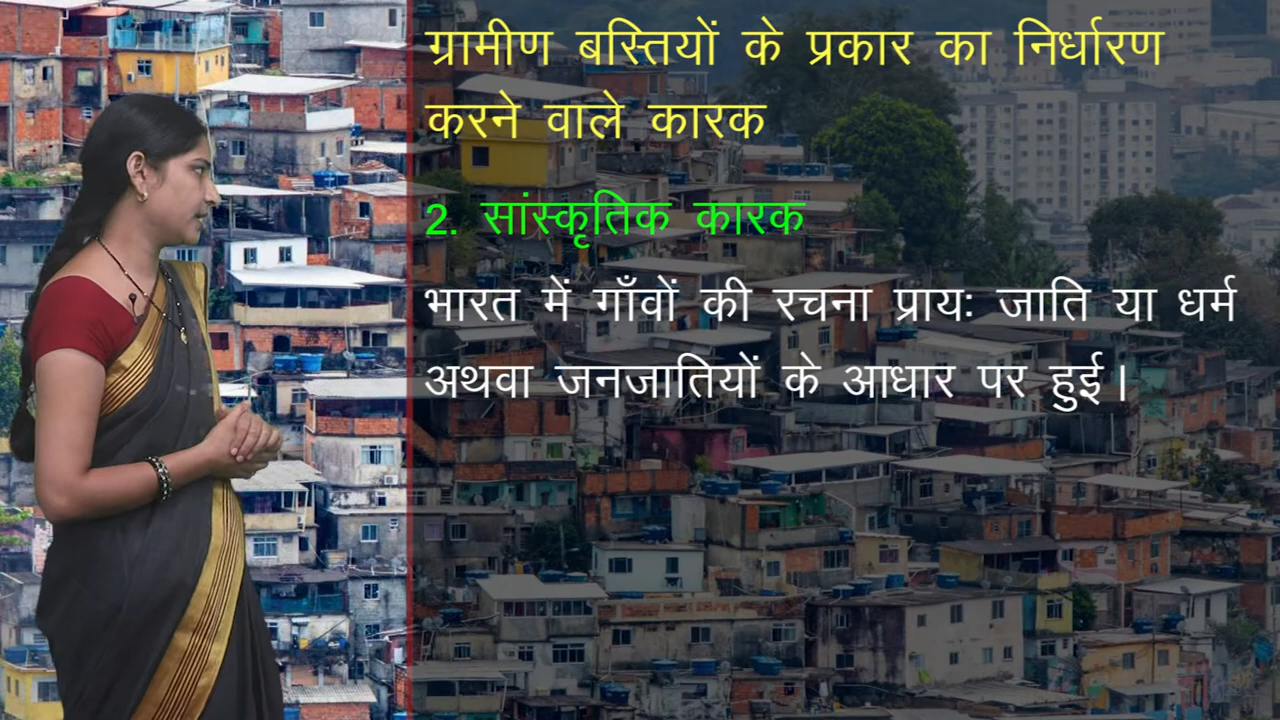 ग्रामीण बस्तियों के प्रकार का निर्धारण
करने वाले कारक
2. सांस्कृतिक कारक
भारत में गाँवों की रचना प्रायः जाति या धर्म
अथवा जनजातियों के आधार पर हुई।